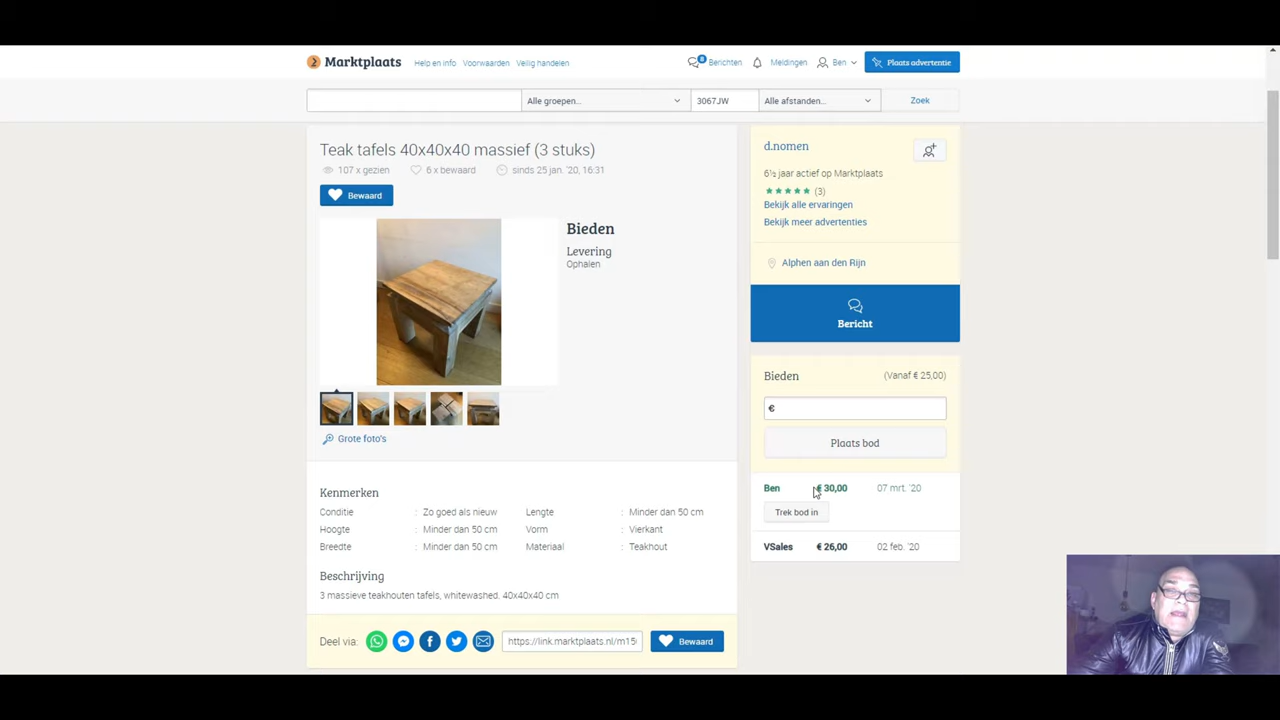 Marktplaats
Help en info Voorwaarden Veilig handelen
8 Berichten Meldingen Ben Plaats advertentie
Alle groepen... 3067JW Alle afstanden... Zoek
Teak tafels 40x40x40 massief (3 stuks)
107 x gezien 6 x bewaard sinds 25 jan. '20, 16:31
Bewaard
Bieden
Levering
Ophalen
Grote foto's
Kenmerken
Conditie : Zo goed als nieuw Lengte : Minder dan 50 cm
Hoogte : Minder dan 50 cm Vorm : Vierkant
Breedte : Minder dan 50 cm Materiaal : Teakhout
Beschrijving
3 massieve teakhouten tafels, whitewashed. 40x40x40 cm
Deel via: https://link.marktplaats.nl/m15 Bewaard
d.nomen
6½ jaar actief op Marktplaats
(3)
Bekijk alle ervaringen
Bekijk meer advertenties
Alphen aan den Rijn
Bericht
Bieden (Vanaf € 25,00)
€
Plaats bod
Ben € 30,00 07 mrt. '20
Trek bod in
VSales € 26,00 02 feb. '20